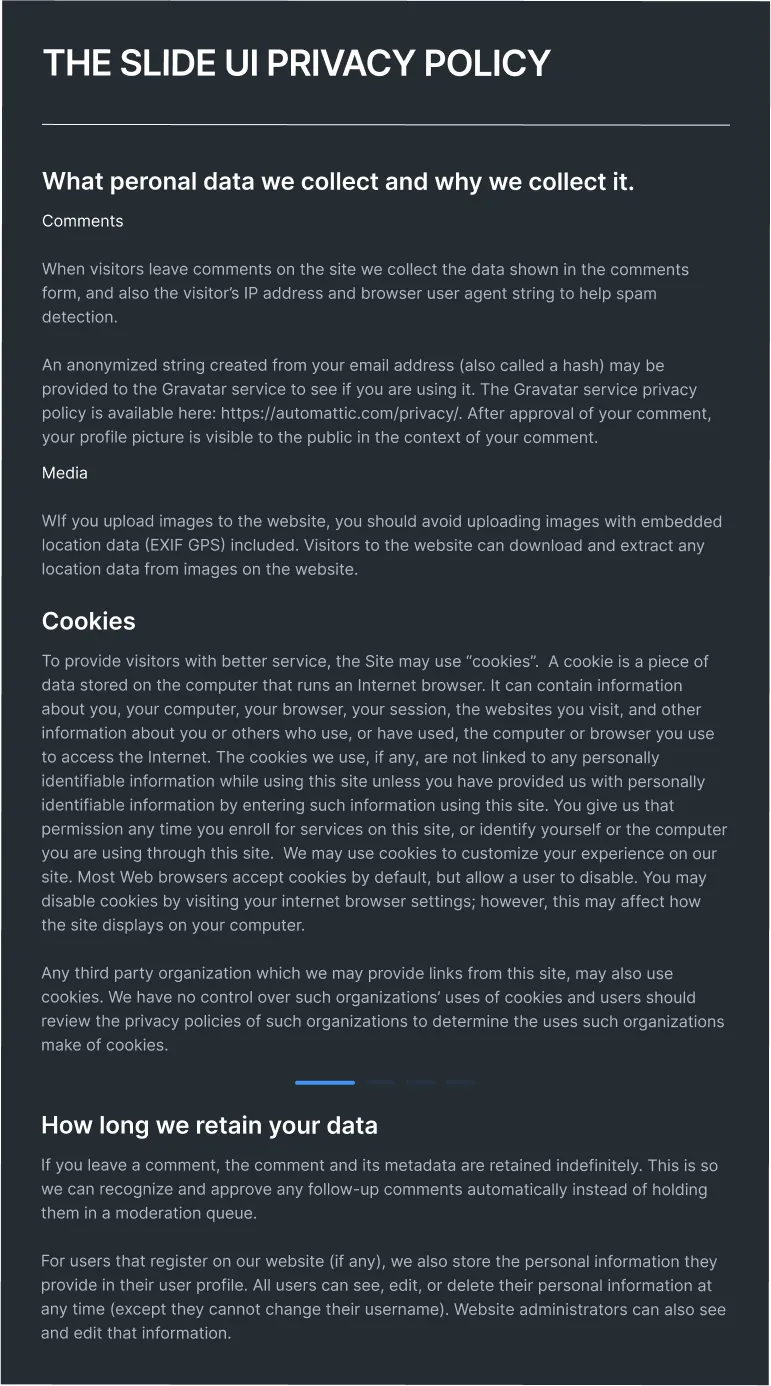 THE SLIDE UI PRIVACY POLICY
What peronal data we collect and why we collect it.
Comments
When visitors leave comments on the site we collect the data shown in the comments
form, and also the visitor’s IP address and browser user agent string to help spam
detection.
An anonymized string created from your email address (also called a hash) may be
provided to the Gravatar service to see if you are using it. The Gravatar service privacy
policy is available here: https://automattic.com/privacy/. After approval of your comment,
your profile picture is visible to the public in the context of your comment.
Media
WIf you upload images to the website, you should avoid uploading images with embedded
location data (EXIF GPS) included. Visitors to the website can download and extract any
location data from images on the website.
Cookies
To provide visitors with better service, the Site may use “cookies”.  A cookie is a piece of
data stored on the computer that runs an Internet browser. It can contain information
about you, your computer, your browser, your session, the websites you visit, and other
information about you or others who use, or have used, the computer or browser you use
to access the Internet. The cookies we use, if any, are not linked to any personally
identifiable information while using this site unless you have provided us with personally
identifiable information by entering such information using this site. You give us that
permission any time you enroll for services on this site, or identify yourself or the computer
you are using through this site.  We may use cookies to customize your experience on our
site. Most Web browsers accept cookies by default, but allow a user to disable. You may
disable cookies by visiting your internet browser settings; however, this may affect how
the site displays on your computer.
Any third party organization which we may provide links from this site, may also use
cookies. We have no control over such organizations’ uses of cookies and users should
review the privacy policies of such organizations to determine the uses such organizations
make of cookies.
How long we retain your data
If you leave a comment, the comment and its metadata are retained indefinitely. This is so
we can recognize and approve any follow-up comments automatically instead of holding
them in a moderation queue.
For users that register on our website (if any), we also store the personal information they
provide in their user profile. All users can see, edit, or delete their personal information at
any time (except they cannot change their username). Website administrators can also see
and edit that information.